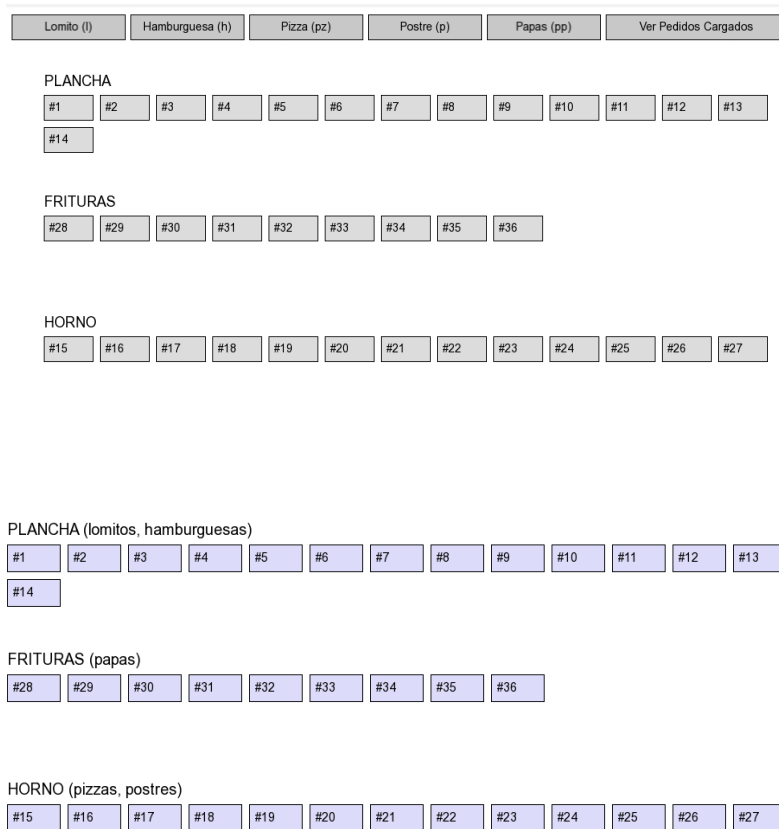 Lomito (l) Hamburguesa (h) Pizza (pz) Postre (p) Papas (pp) Ver Pedidos Cargados
PLANCHA
#1 #2 #3 #4 #5 #6 #7 #8 #9 #10 #11 #12 #13
#14
FRITURAS
#28 #29 #30 #31 #32 #33 #34 #35 #36
HORNO
#15 #16 #17 #18 #19 #20 #21 #22 #23 #24 #25 #26 #27
PLANCHA (lomitos, hamburguesas)
#1 #2 #3 #4 #5 #6 #7 #8 #9 #10 #11 #12 #13
#14
FRITURAS (papas)
#28 #29 #30 #31 #32 #33 #34 #35 #36
HORNO (pizzas, postres)
#15 #16 #17 #18 #19 #20 #21 #22 #23 #24 #25 #26 #27